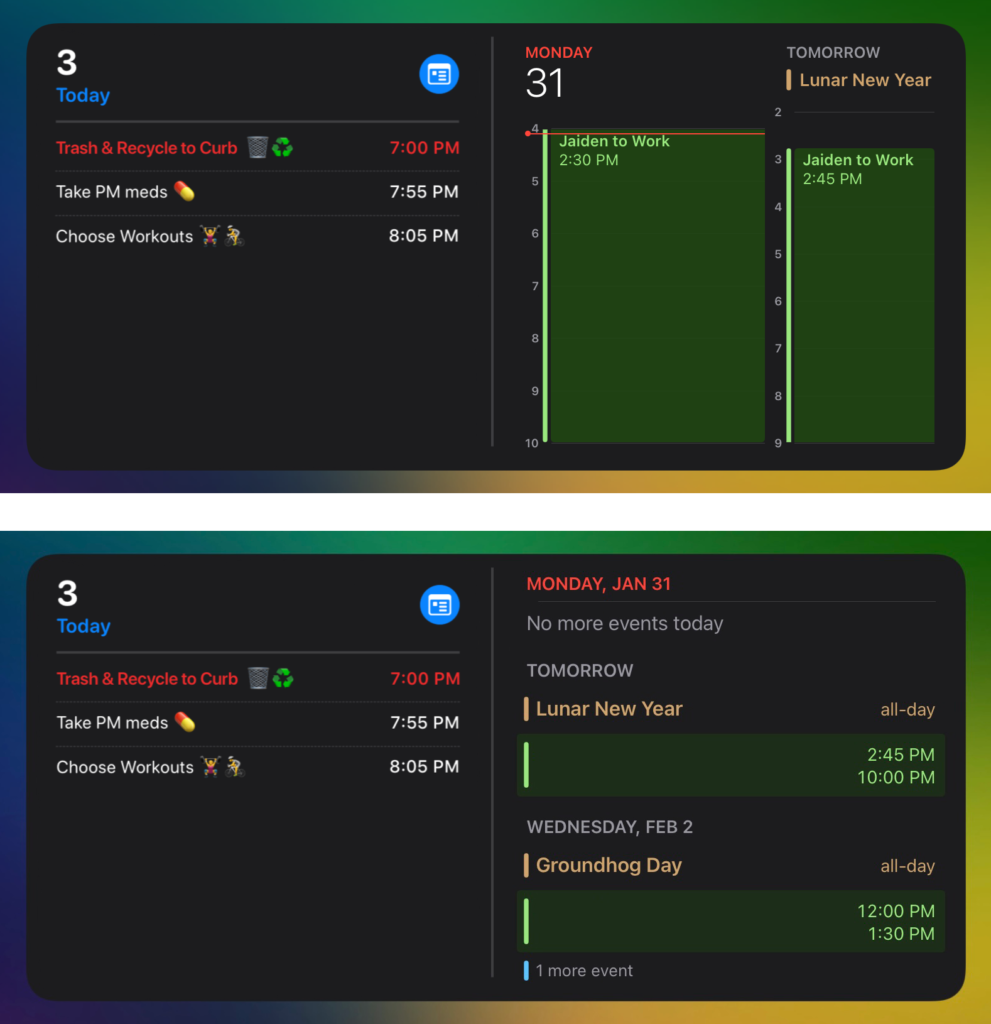 3
Today
Trash & Recycle to Curb 🗑️♻️ 7:00 PM
Take PM meds 💊 7:55 PM
Choose Workouts 🏋️‍♀️🚴 8:05 PM
MONDAY
31
4
Jaiden to Work
2:30 PM
5
6
7
8
9
10
TOMORROW
Lunar New Year
2
3
Jaiden to Work
2:45 PM
4
5
6
7
8
9
3
Today
Trash & Recycle to Curb 🗑️♻️ 7:00 PM
Take PM meds 💊 7:55 PM
Choose Workouts 🏋️‍♀️🚴 8:05 PM
MONDAY, JAN 31
No more events today
TOMORROW
Lunar New Year all-day
2:45 PM
10:00 PM
WEDNESDAY, FEB 2
Groundhog Day all-day
12:00 PM
1:30 PM
1 more event